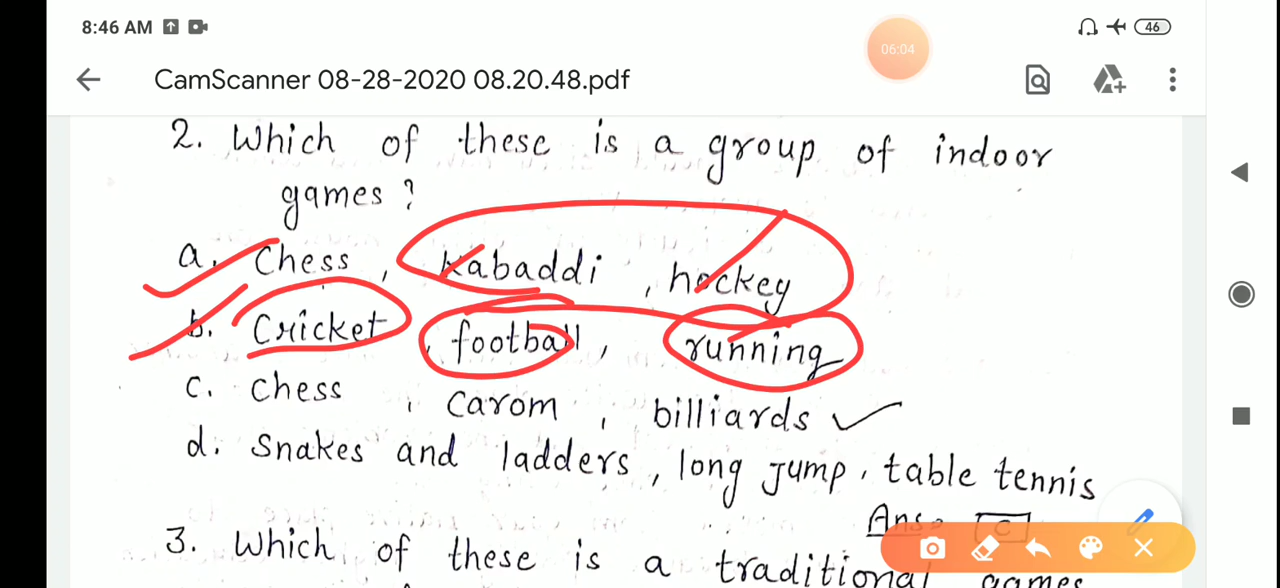 8:46 AM
46
06:04
CamScanner 08-28-2020 08.20.48.pdf
2. Which of these is a group of indoor
games ?
a. Chess, Kabaddi, hockey
b. Cricket, football, running
c. chess, carom, billiards
d. Snakes and ladders, long jump, table tennis
Ans. C
3. Which of these is a traditional games